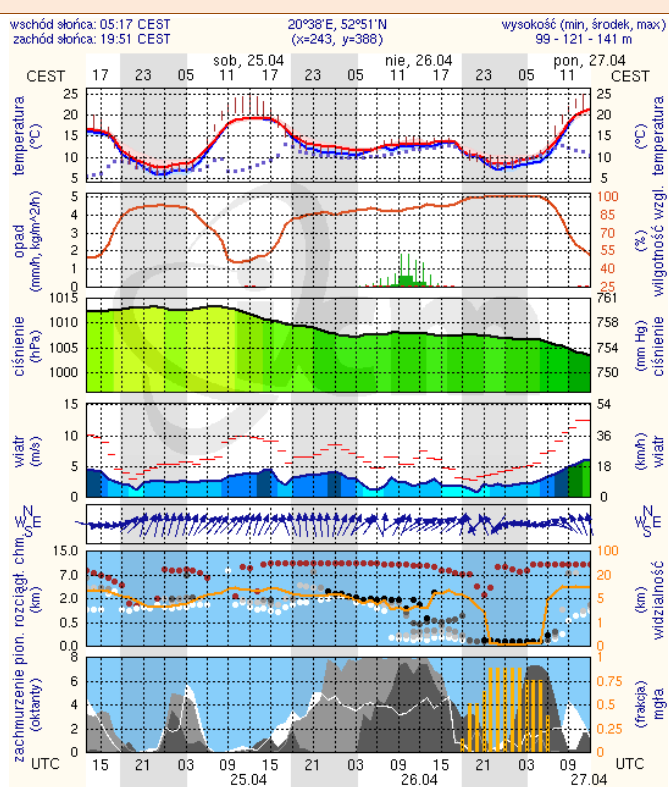 wschód słońca: 05:17 CEST 20°38'E, 52°51'N wysokość (min, środek, max)
zachód słońca: 19:51 CEST (x=243, y=388) 99 - 121 - 141 m
sob, 25.04 nie, 26.04 pon, 27.04
CEST 17 23 05 11 17 23 05 11 17 23 05 11 CEST
temperatura (°C) 25 20 15 10 5 25 20 15 10 5 temperatura (°C)
opad (mm/h, kg/m^2/h) 5 4 3 2 1 0 100 85 70 55 40 25 (%) wilgotność wzgl.
ciśnienie (hPa) 1015 1010 1005 1000 761 758 754 750 (mm Hg) ciśnienie
wiatr (m/s) 15 10 5 0 54 36 18 0 (km/h) wiatr
N W E S N W E S
pion. rozciągł. chm. (km) 15.0 7.0 2.0 0.5 0.0 100 20 5 1 0 (km) widzialność
zachmurzenie (oktanty) 8 6 4 2 0 1 0.75 0.5 0.25 0 (frakcja) mgła
UTC 15 21 03 09 15 21 03 09 15 21 03 09 UTC
25.04 26.04 27.04
icm